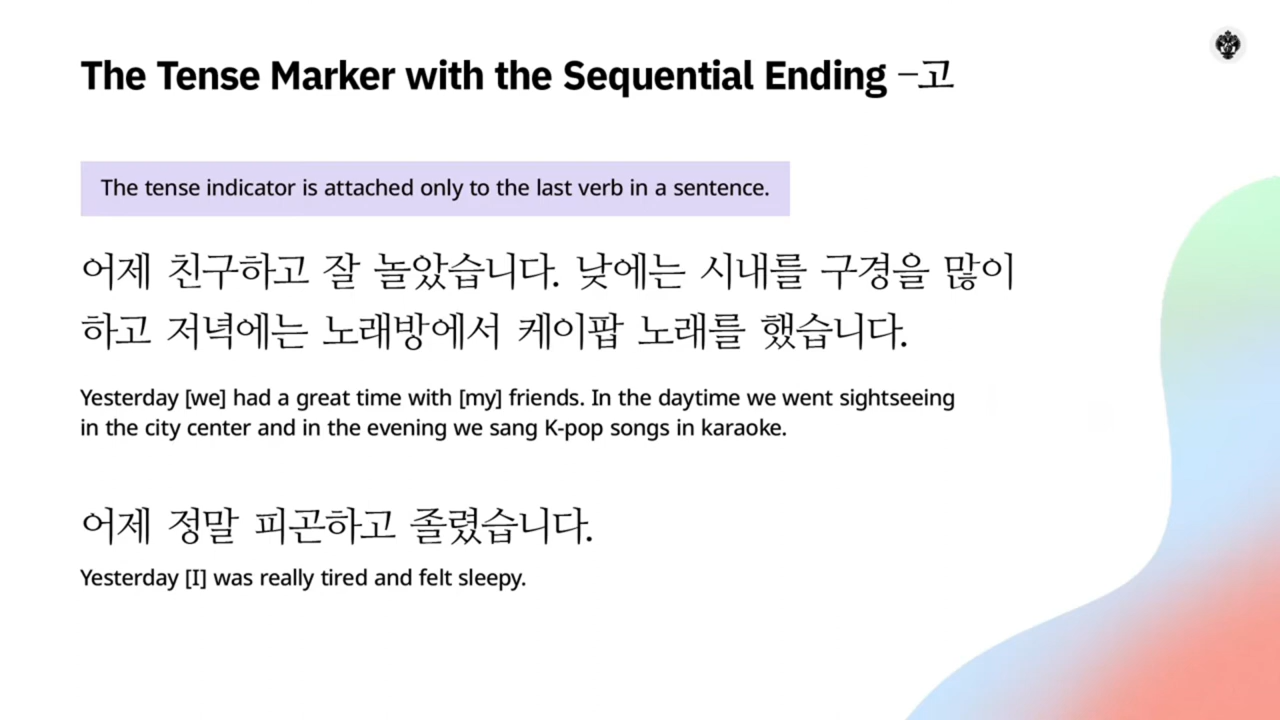 The Tense Marker with the Sequential Ending –고
The tense indicator is attached only to the last verb in a sentence.
어제 친구하고 잘 놀았습니다. 낮에는 시내를 구경을 많이
하고 저녁에는 노래방에서 케이팝 노래를 했습니다.
Yesterday [we] had a great time with [my] friends. In the daytime we went sightseeing
in the city center and in the evening we sang K-pop songs in karaoke.
어제 정말 피곤하고 졸렸습니다.
Yesterday [I] was really tired and felt sleepy.